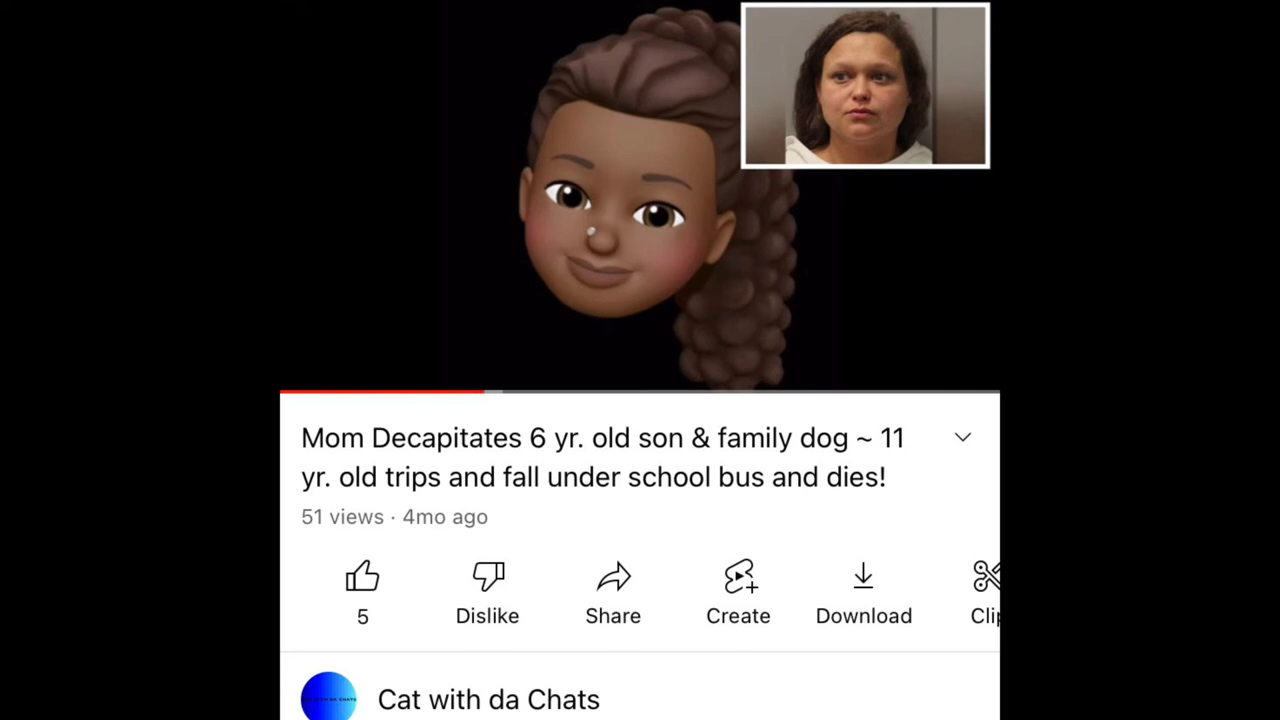 Mom Decapitates 6 yr. old son & family dog ~ 11
yr. old trips and fall under school bus and dies!
51 views · 4mo ago
5
Dislike
Share
Create
Download
Clip
Cat with da Chats